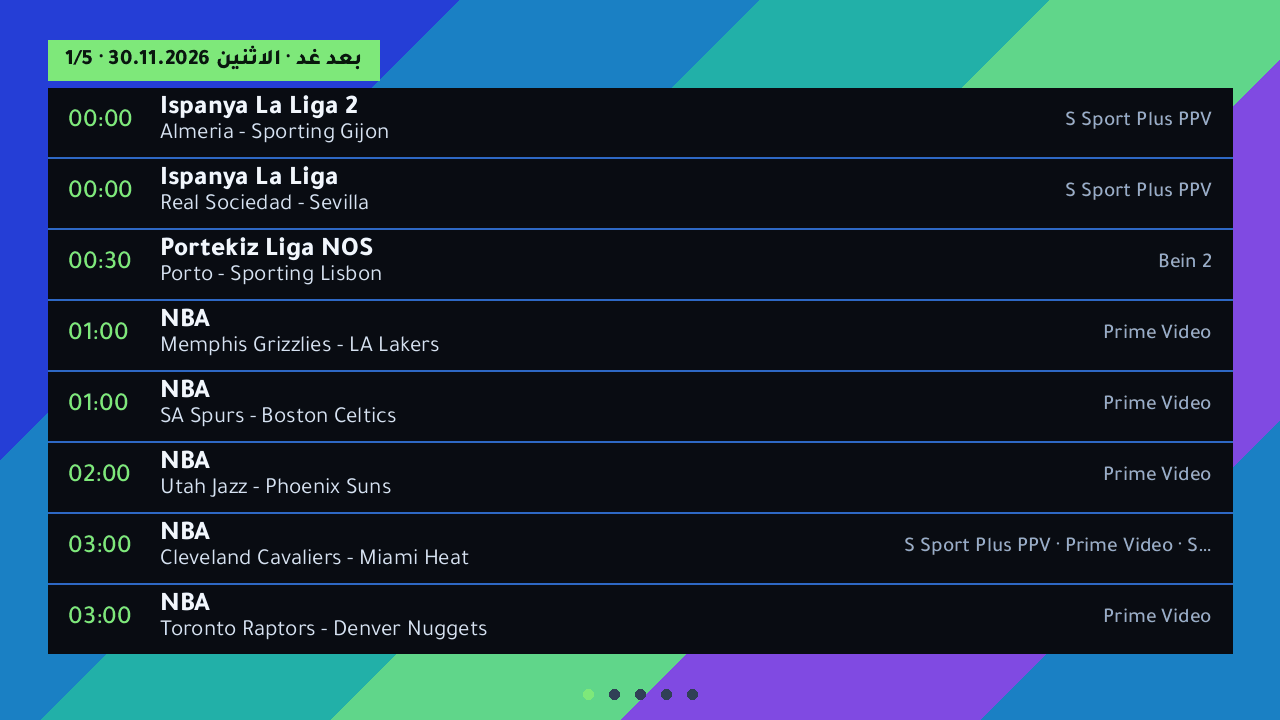 بعد غد · الاثنين 30.11.2026 · 1/5
00:00
Ispanya La Liga 2
Almeria - Sporting Gijon
S Sport Plus PPV
00:00
Ispanya La Liga
Real Sociedad - Sevilla
S Sport Plus PPV
00:30
Portekiz Liga NOS
Porto - Sporting Lisbon
Bein 2
01:00
NBA
Memphis Grizzlies - LA Lakers
Prime Video
01:00
NBA
SA Spurs - Boston Celtics
Prime Video
02:00
NBA
Utah Jazz - Phoenix Suns
Prime Video
03:00
NBA
Cleveland Cavaliers - Miami Heat
S Sport Plus PPV · Prime Video · S...
03:00
NBA
Toronto Raptors - Denver Nuggets
Prime Video